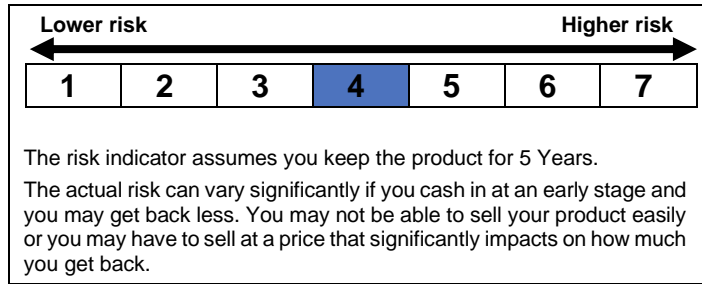 Lower risk Higher risk
1 2 3 4 5 6 7
The risk indicator assumes you keep the product for 5 Years.
The actual risk can vary significantly if you cash in at an early stage and
you may get back less. You may not be able to sell your product easily
or you may have to sell at a price that significantly impacts on how much
you get back.